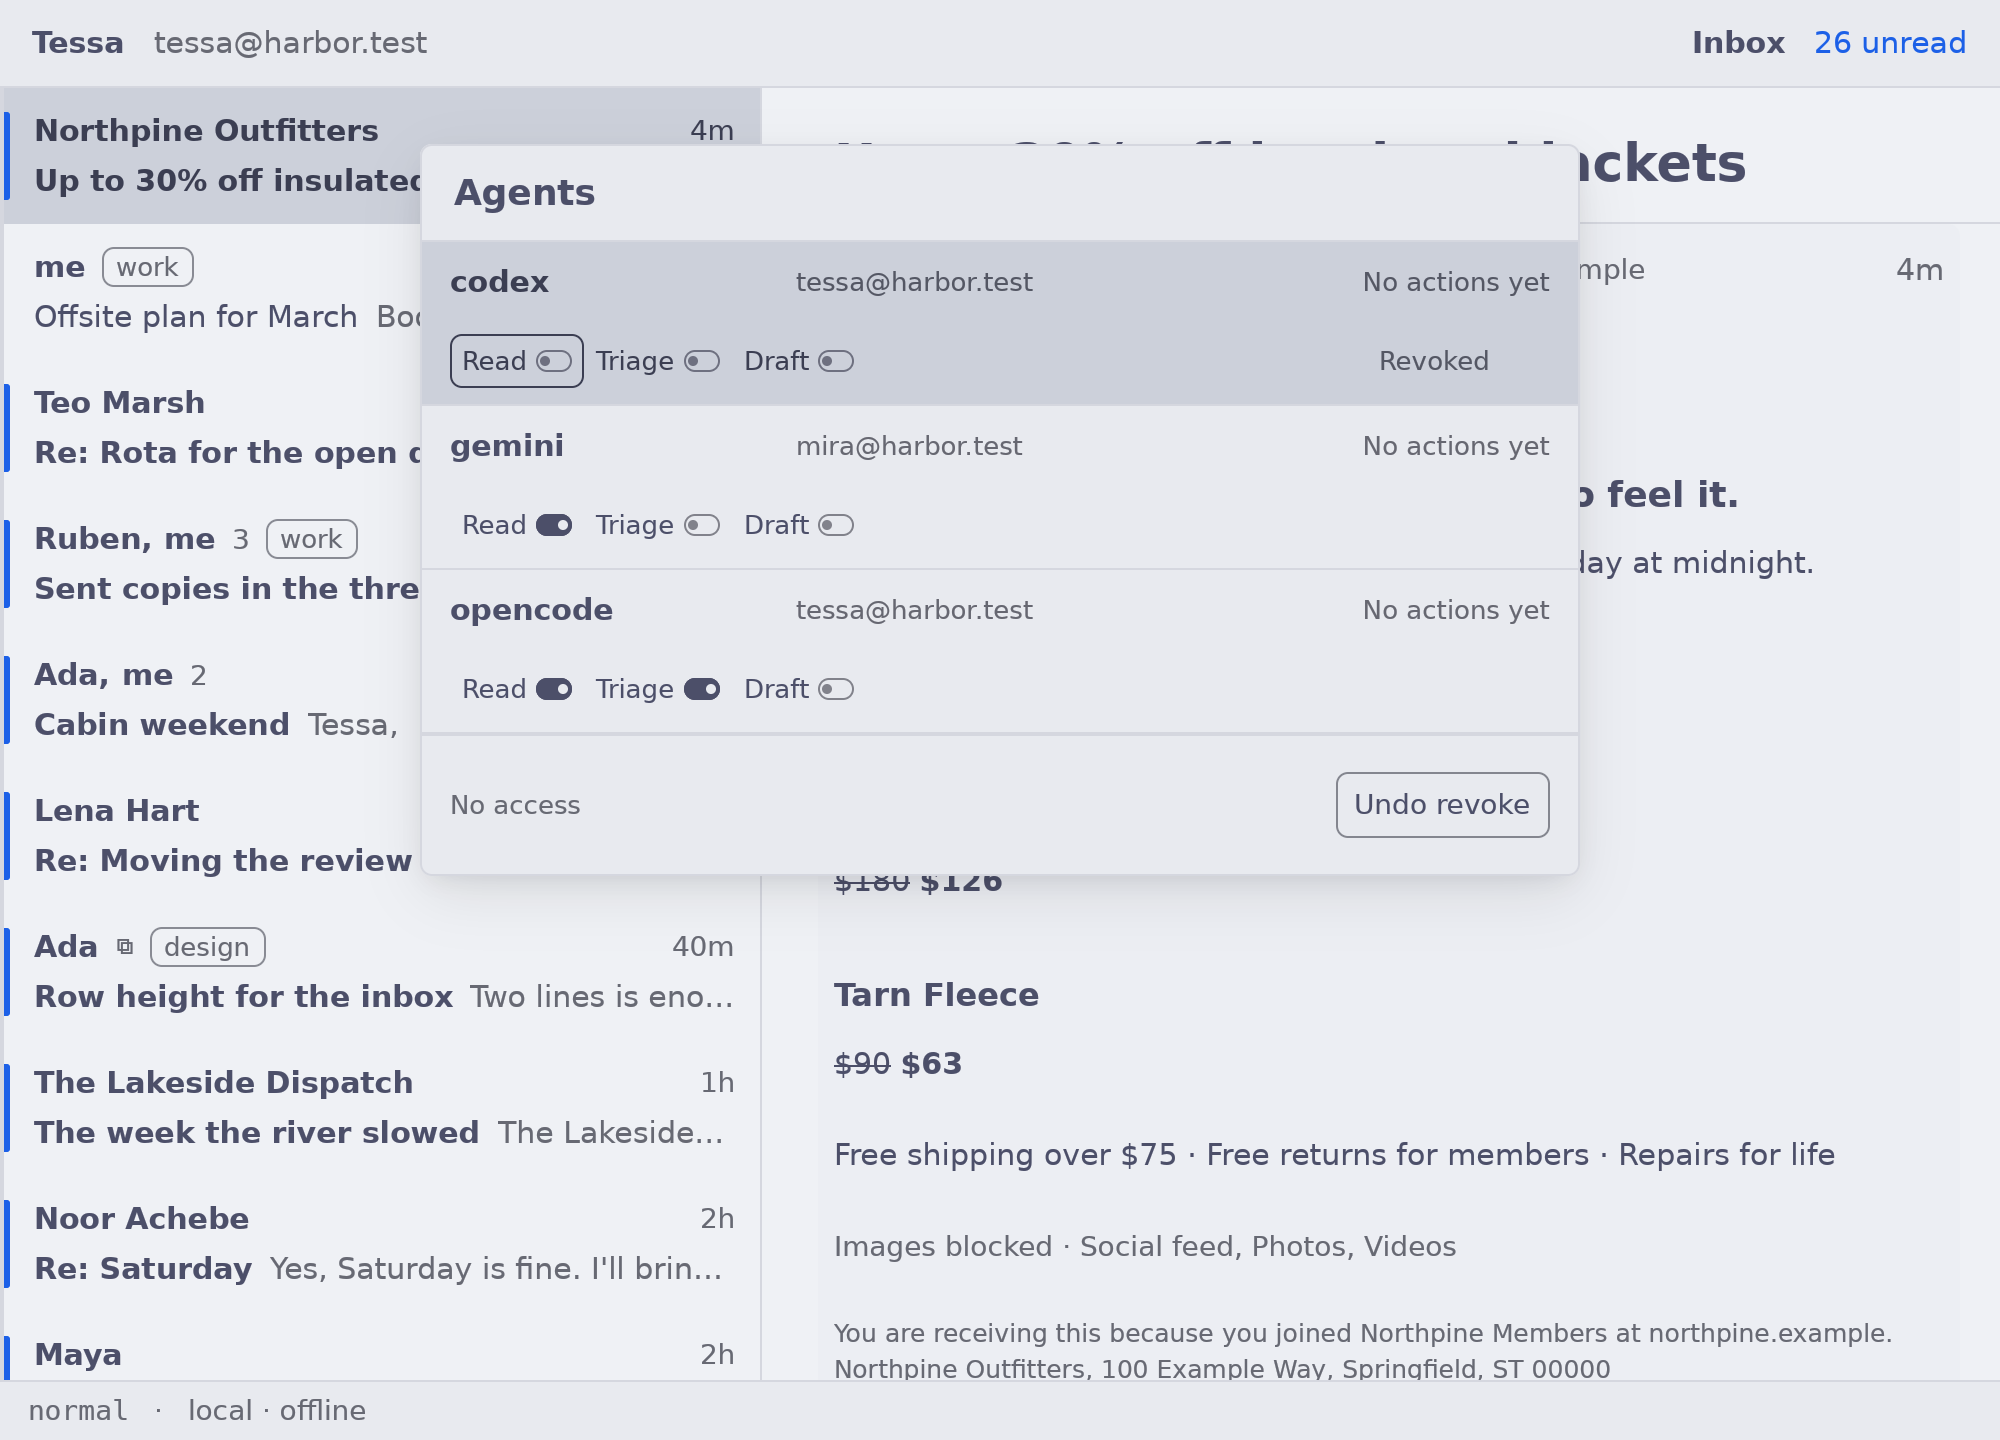 Tessa tessa@harbor.test
Inbox 26 unread
Northpine Outfitters 4m
Up to 30% off insulated
me work
Offsite plan for March
Teo Marsh
Re: Rota for the open
Ruben, me 3 work
Sent copies in the
Ada, me 2
Cabin weekend Tessa,
Lena Hart
Re: Moving the review
Ada design 40m
Row height for the inbox Two lines is eno…
The Lakeside Dispatch 1h
The week the river slowed The Lakeside…
Noor Achebe 2h
Re: Saturday Yes, Saturday is fine. I'll brin…
Maya 2h
Agents
codex tessa@harbor.test No actions yet
Read Triage Draft Revoked
gemini mira@harbor.test No actions yet
Read Triage Draft
opencode tessa@harbor.test No actions yet
Read Triage Draft
No access Undo revoke
4m
feel it.
at midnight.
$180 $126
Tarn Fleece
$90 $63
Free shipping over $75 · Free returns for members · Repairs for life
Images blocked · Social feed, Photos, Videos
You are receiving this because you joined Northpine Members at northpine.example.
Northpine Outfitters, 100 Example Way, Springfield, ST 00000
normal · local · offline